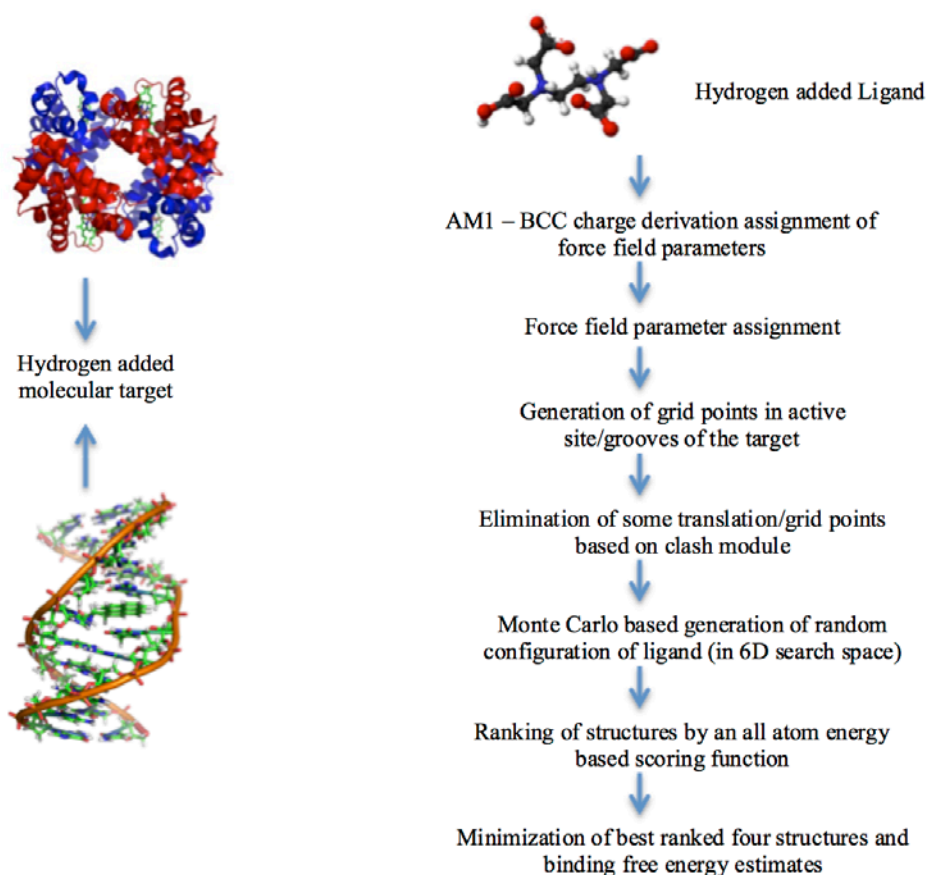 Hydrogen added
molecular target
Hydrogen added Ligand
AM1 – BCC charge derivation assignment of
force field parameters
Force field parameter assignment
Generation of grid points in active
site/grooves of the target
Elimination of some translation/grid points
based on clash module
Monte Carlo based generation of random
configuration of ligand (in 6D search space)
Ranking of structures by an all atom energy
based scoring function
Minimization of best ranked four structures and
binding free energy estimates